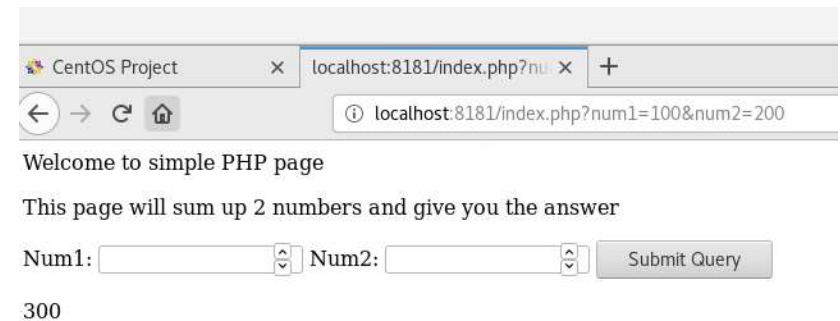 CentOS Project × localhost:8181/index.php?nu × +
localhost:8181/index.php?num1=100&num2=200
Welcome to simple PHP page
This page will sum up 2 numbers and give you the answer
Num1: Num2: Submit Query
300